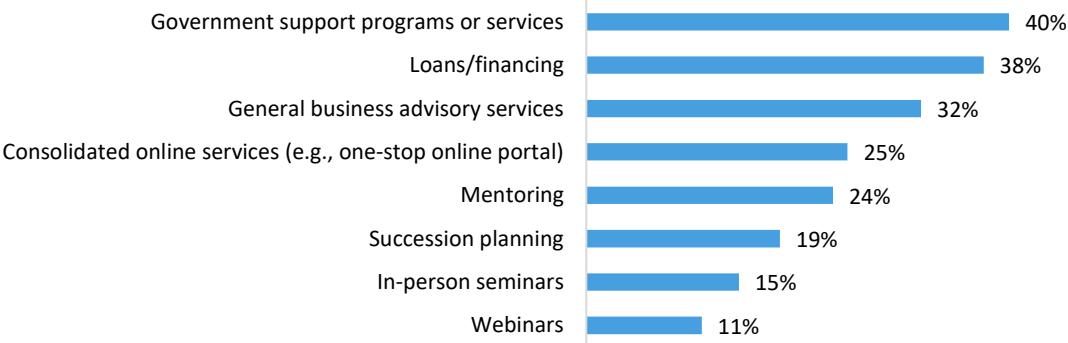 Government support programs or services 40%
Loans/financing 38%
General business advisory services 32%
Consolidated online services (e.g., one-stop online portal) 25%
Mentoring 24%
Succession planning 19%
In-person seminars 15%
Webinars 11%